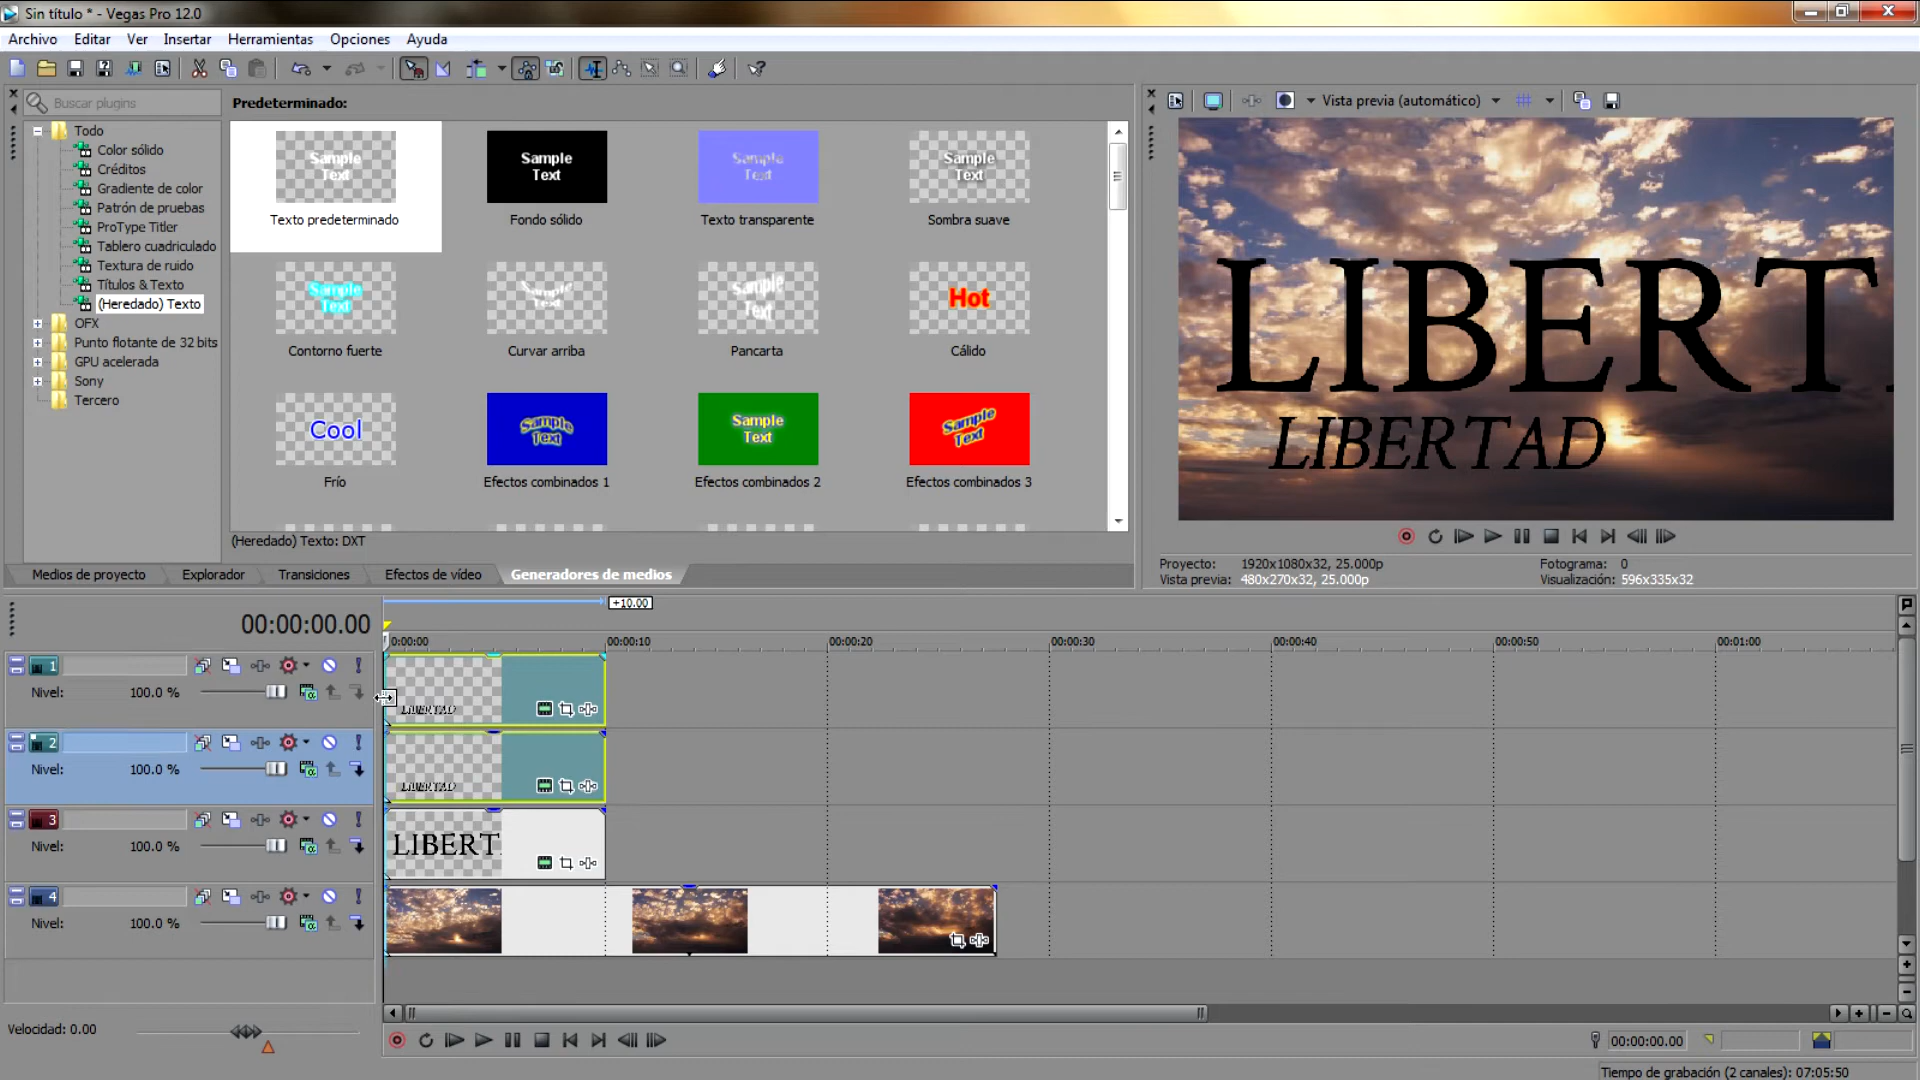 Sin título * - Vegas Pro 12.0
Archivo Editar Ver Insertar Herramientas Opciones Ayuda
Buscar plugins
Todo
Color sólido
Créditos
Gradiente de color
Patrón de pruebas
ProType Titler
Tablero cuadriculado
Textura de ruido
Títulos & Texto
(Heredado) Texto
OFX
Punto flotante de 32 bits
GPU acelerada
Sony
Tercero
Predeterminado:
Sample Text
Sample Text
Sample Text
Sample Text
Texto predeterminado
Fondo sólido
Texto transparente
Sombra suave
Sample Text
Sample Text
Sample Text
Hot
Contorno fuerte
Curvar arriba
Pancarta
Cálido
Cool
Sample Text
Sample Text
Sample Text
Frío
Efectos combinados 1
Efectos combinados 2
Efectos combinados 3
(Heredado) Texto: DXT
Medios de proyecto
Explorador
Transiciones
Efectos de vídeo
Generadores de medios
Vista previa (automático)
LIBERT
LIBERTAD
Proyecto: 1920x1080x32, 25.000p
Fotograma: 0
Vista previa: 480x270x32, 25.000p
Visualización: 596x335x32
00:00:00.00
+10.00
0:00:00
00:00:10
00:00:20
00:00:30
00:00:40
00:00:50
00:01:00
1
Nivel: 100.0 %
LIBERTAD
2
Nivel: 100.0 %
LIBERTAD
3
Nivel: 100.0 %
LIBERT
4
Nivel: 100.0 %
Velocidad: 0.00
00:00:00.00
Tiempo de grabación (2 canales): 07:05:50